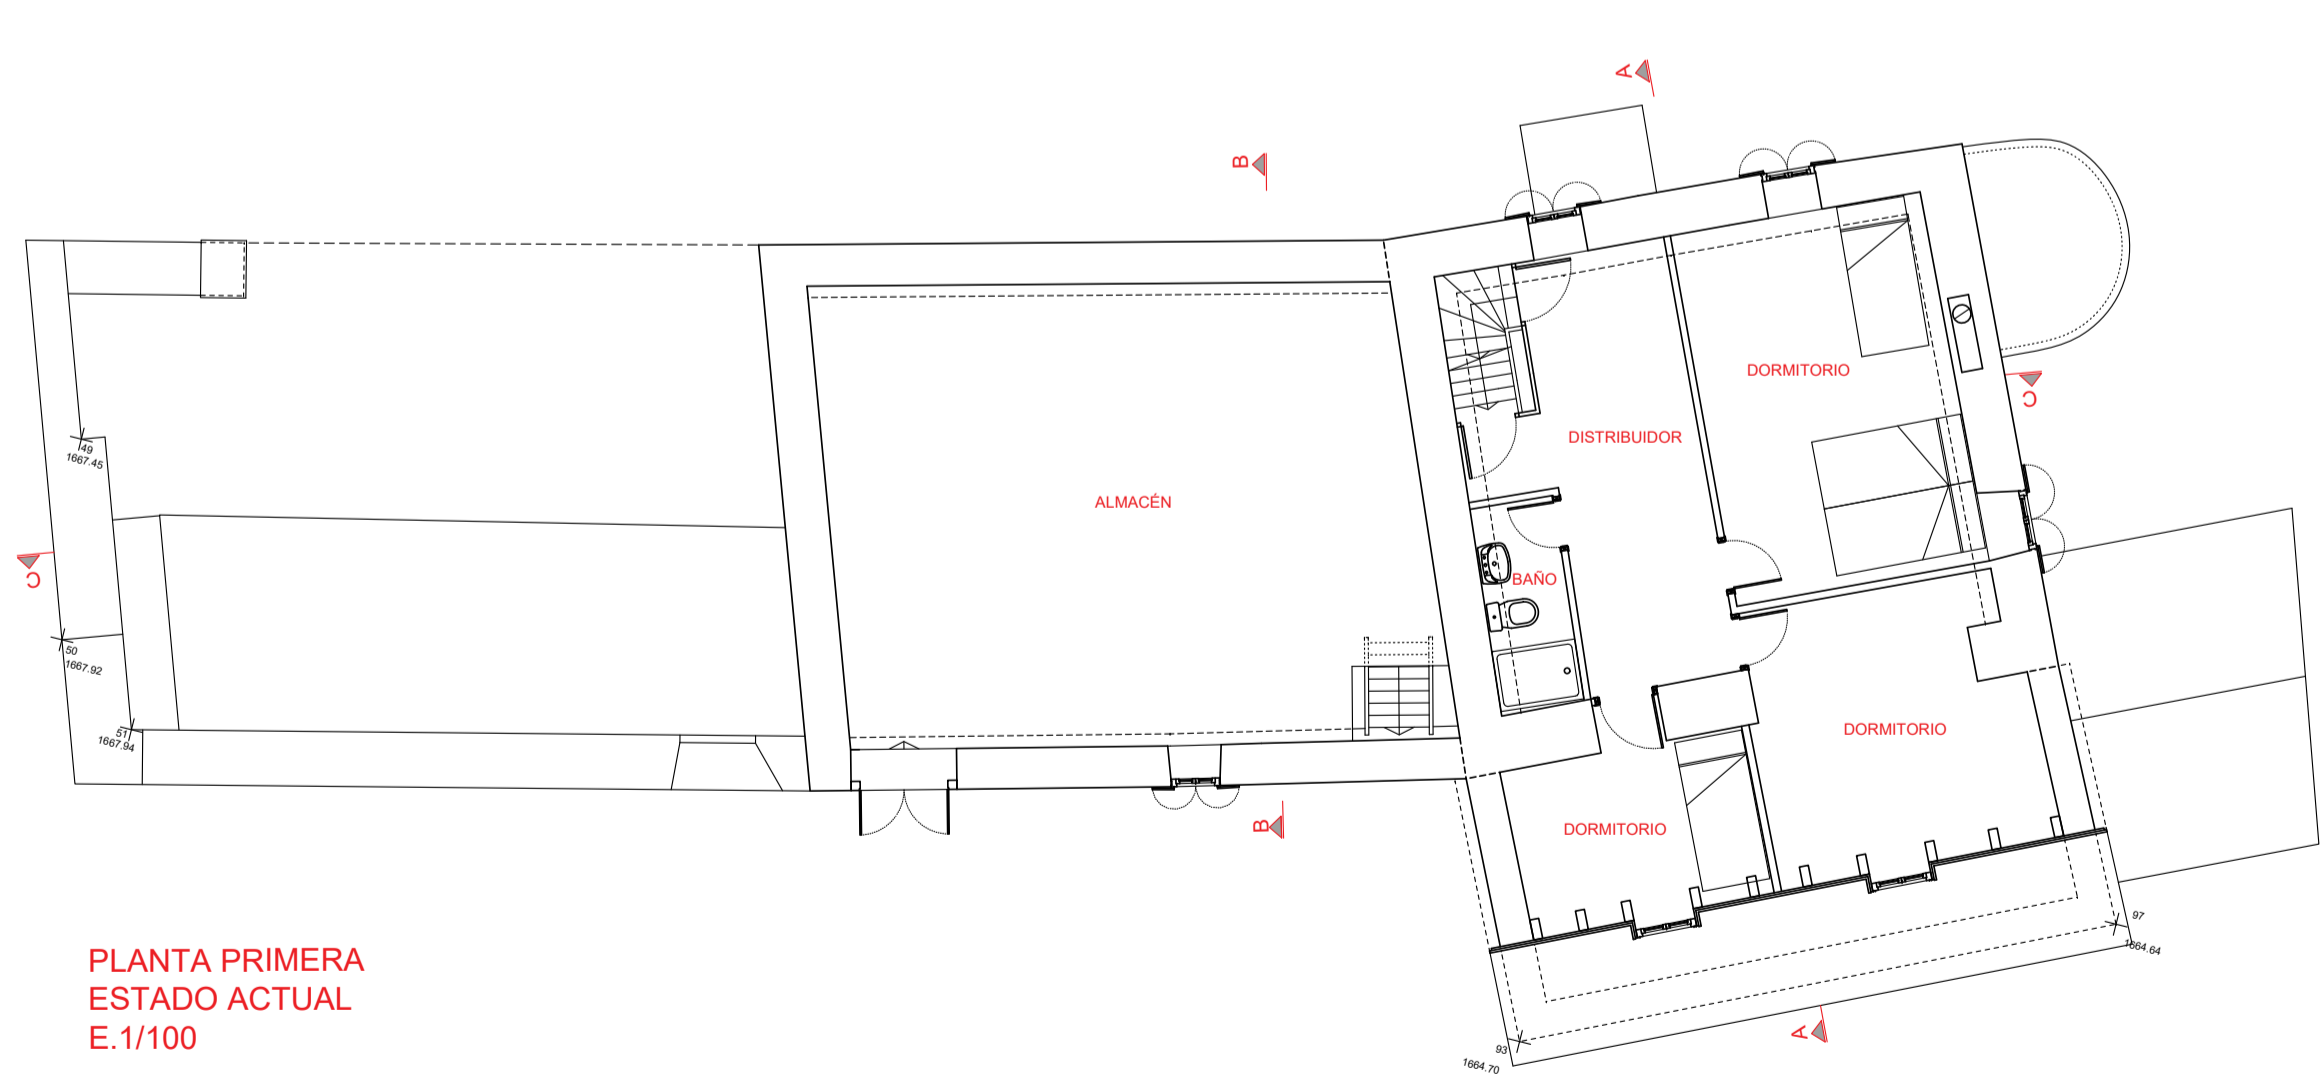 A
B
DORMITORIO
C
DISTRIBUIDOR
49
1667.45
ALMACÉN
C
BAÑO
50
1667.92
51
1667.94
DORMITORIO
B
DORMITORIO
97
1664.64
A
93
1664.70
PLANTA PRIMERA
ESTADO ACTUAL
E.1/100